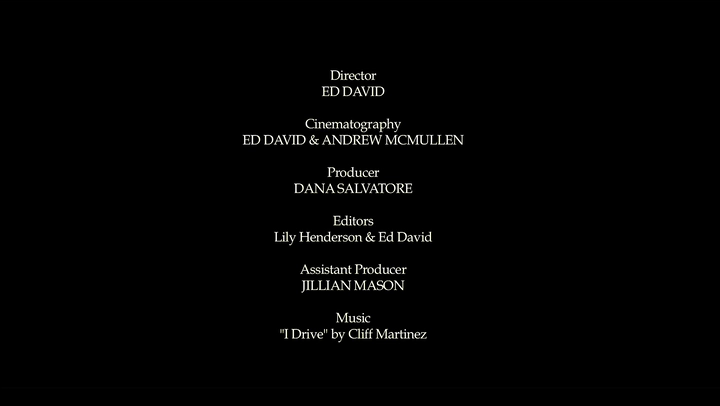 Director
ED DAVID
Cinematography
ED DAVID & ANDREW MCMULLEN
Producer
DANA SALVATORE
Editors
Lily Henderson & Ed David
Assistant Producer
JILLIAN MASON
Music
"I Drive" by Cliff Martinez